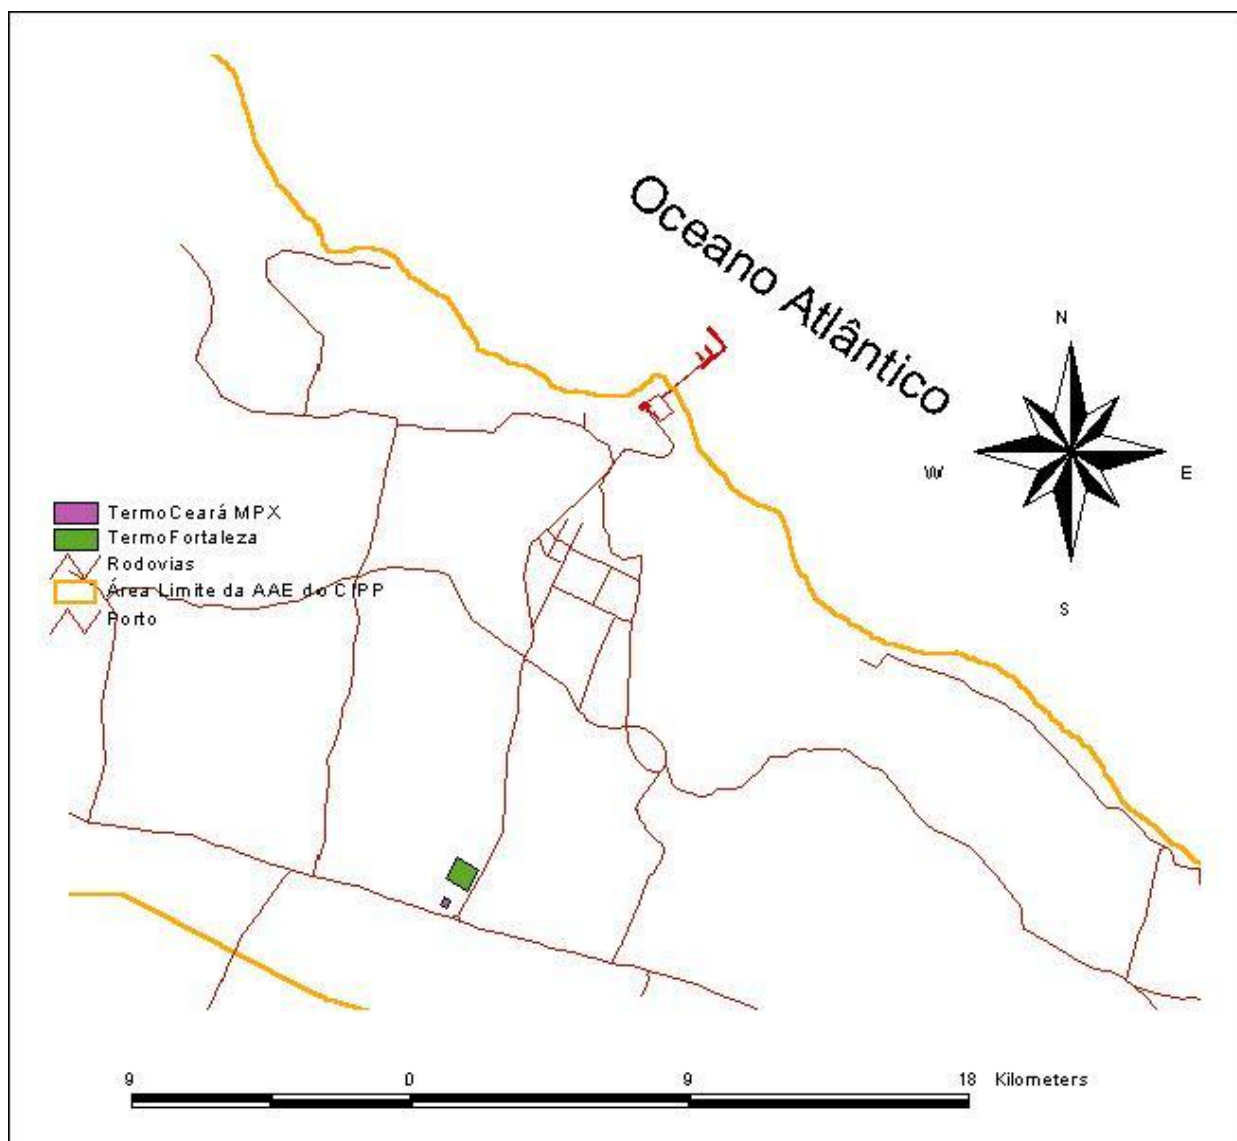 Oceano Atlântico
N
W
E
S
TermoCeará MPX
TermoFortaleza
Rodovias
Área Limite da AAE do CIPP
Porto
9 0 9 18 Kilometers